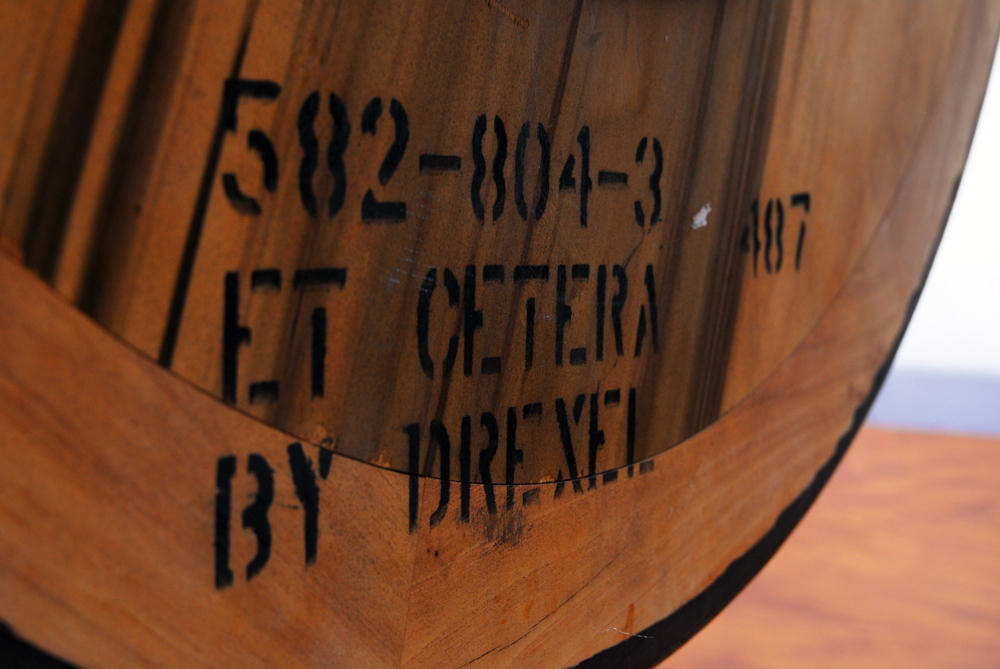 582-804-3
487
ET CETERA
BY DREXEL